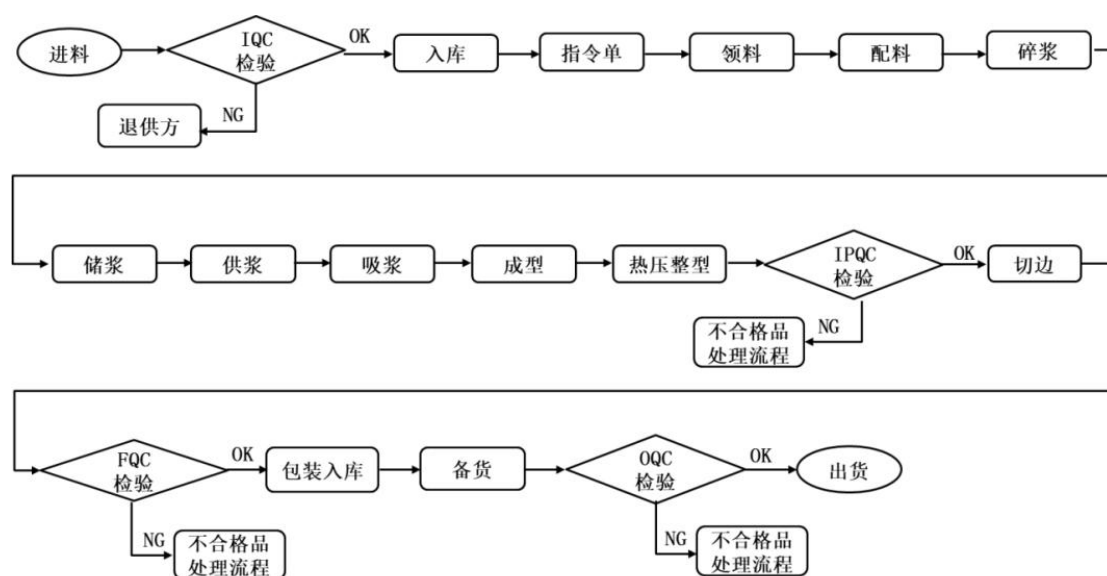 进料
IQC
检验
OK
入库
指令单
领料
配料
碎浆
NG
退供方
储浆
供浆
吸浆
成型
热压整型
IPQC
检验
OK
切边
NG
不合格品
处理流程
FQC
检验
OK
包装入库
备货
OQC
检验
OK
出货
NG
不合格品
处理流程
NG
不合格品
处理流程